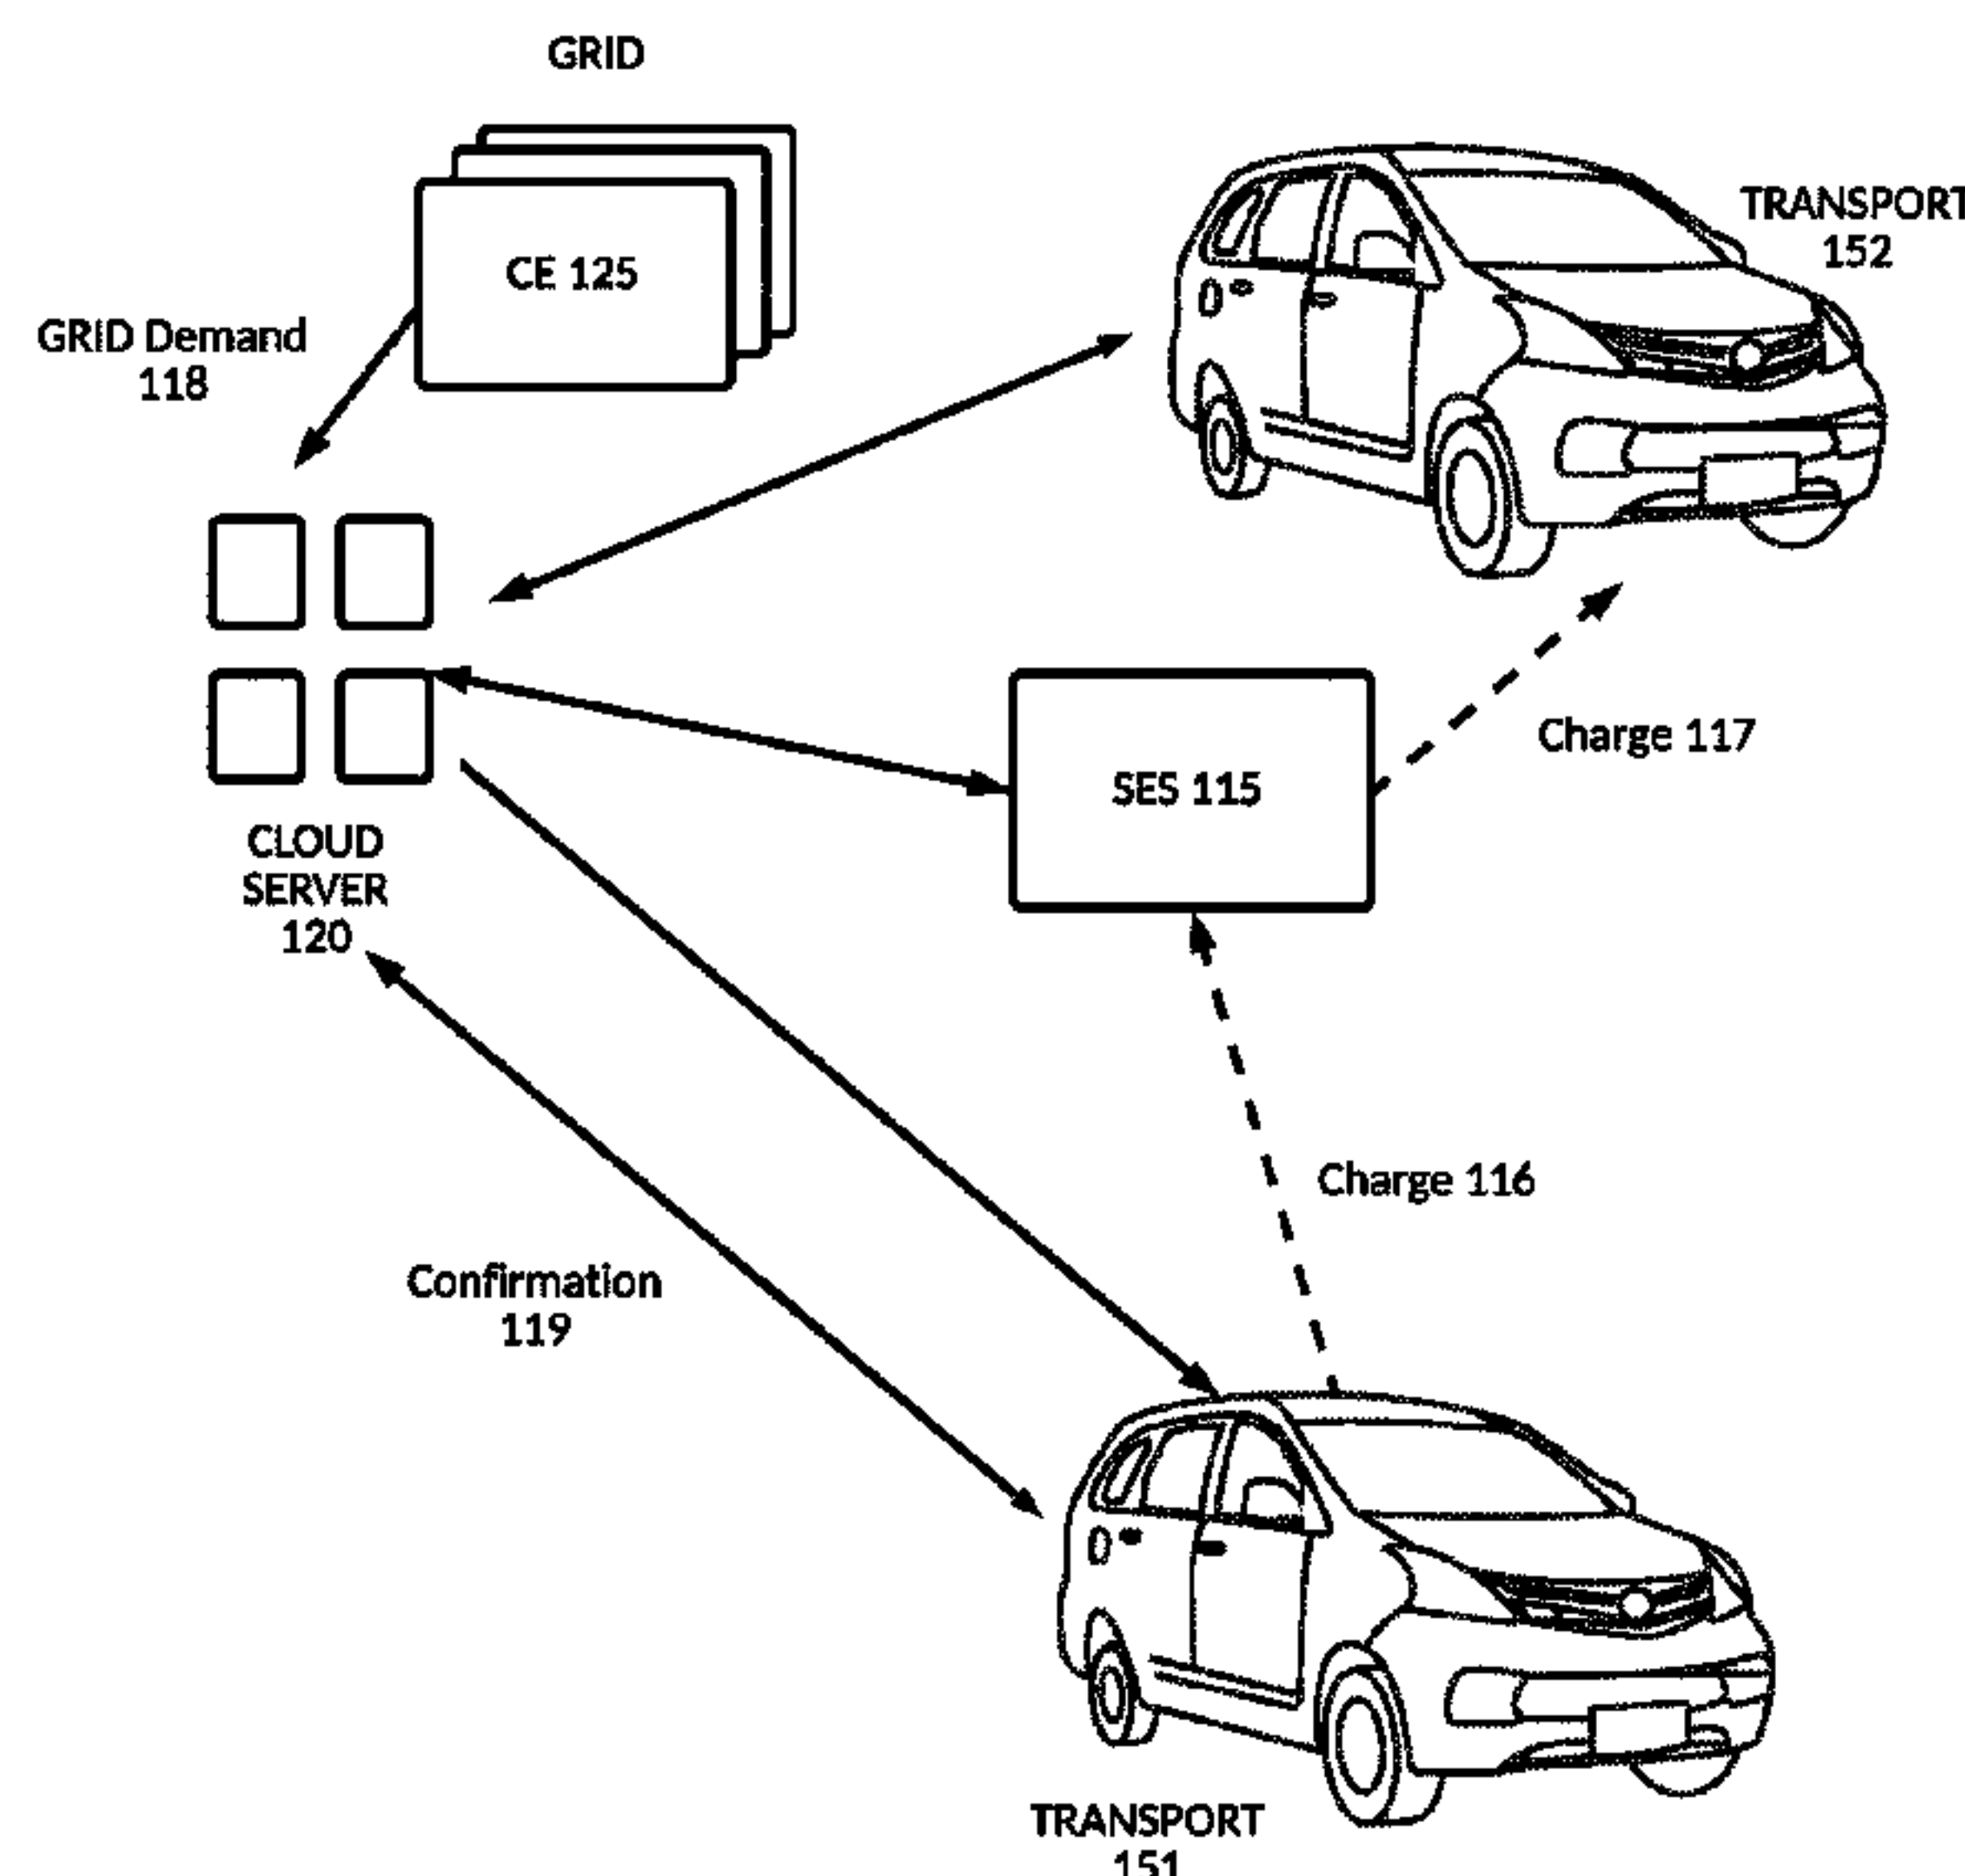 GRID
CE 125
TRANSPORT
152
GRID Demand
118
Charge 117
SES 115
CLOUD
SERVER
120
Charge 116
Confirmation
119
TRANSPORT
151